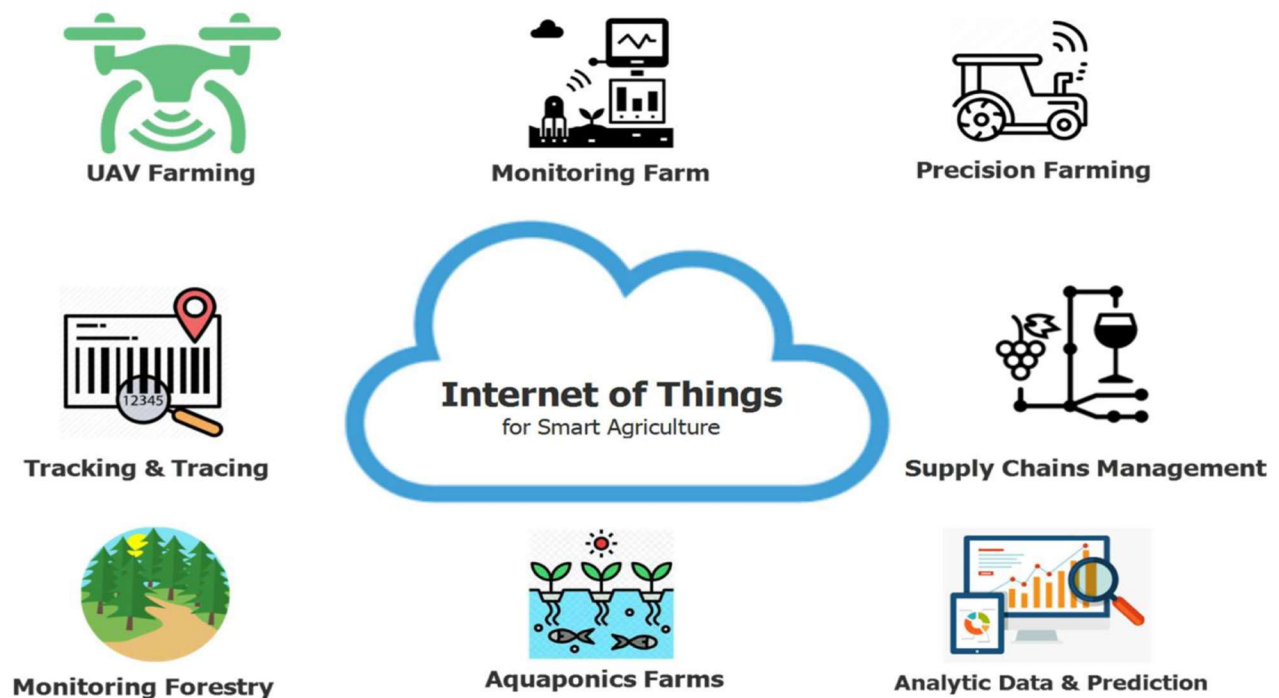 UAV Farming
Monitoring Farm
Precision Farming
12345
Internet of Things
for Smart Agriculture
Tracking & Tracing
Supply Chains Management
Monitoring Forestry
Aquaponics Farms
Analytic Data & Prediction